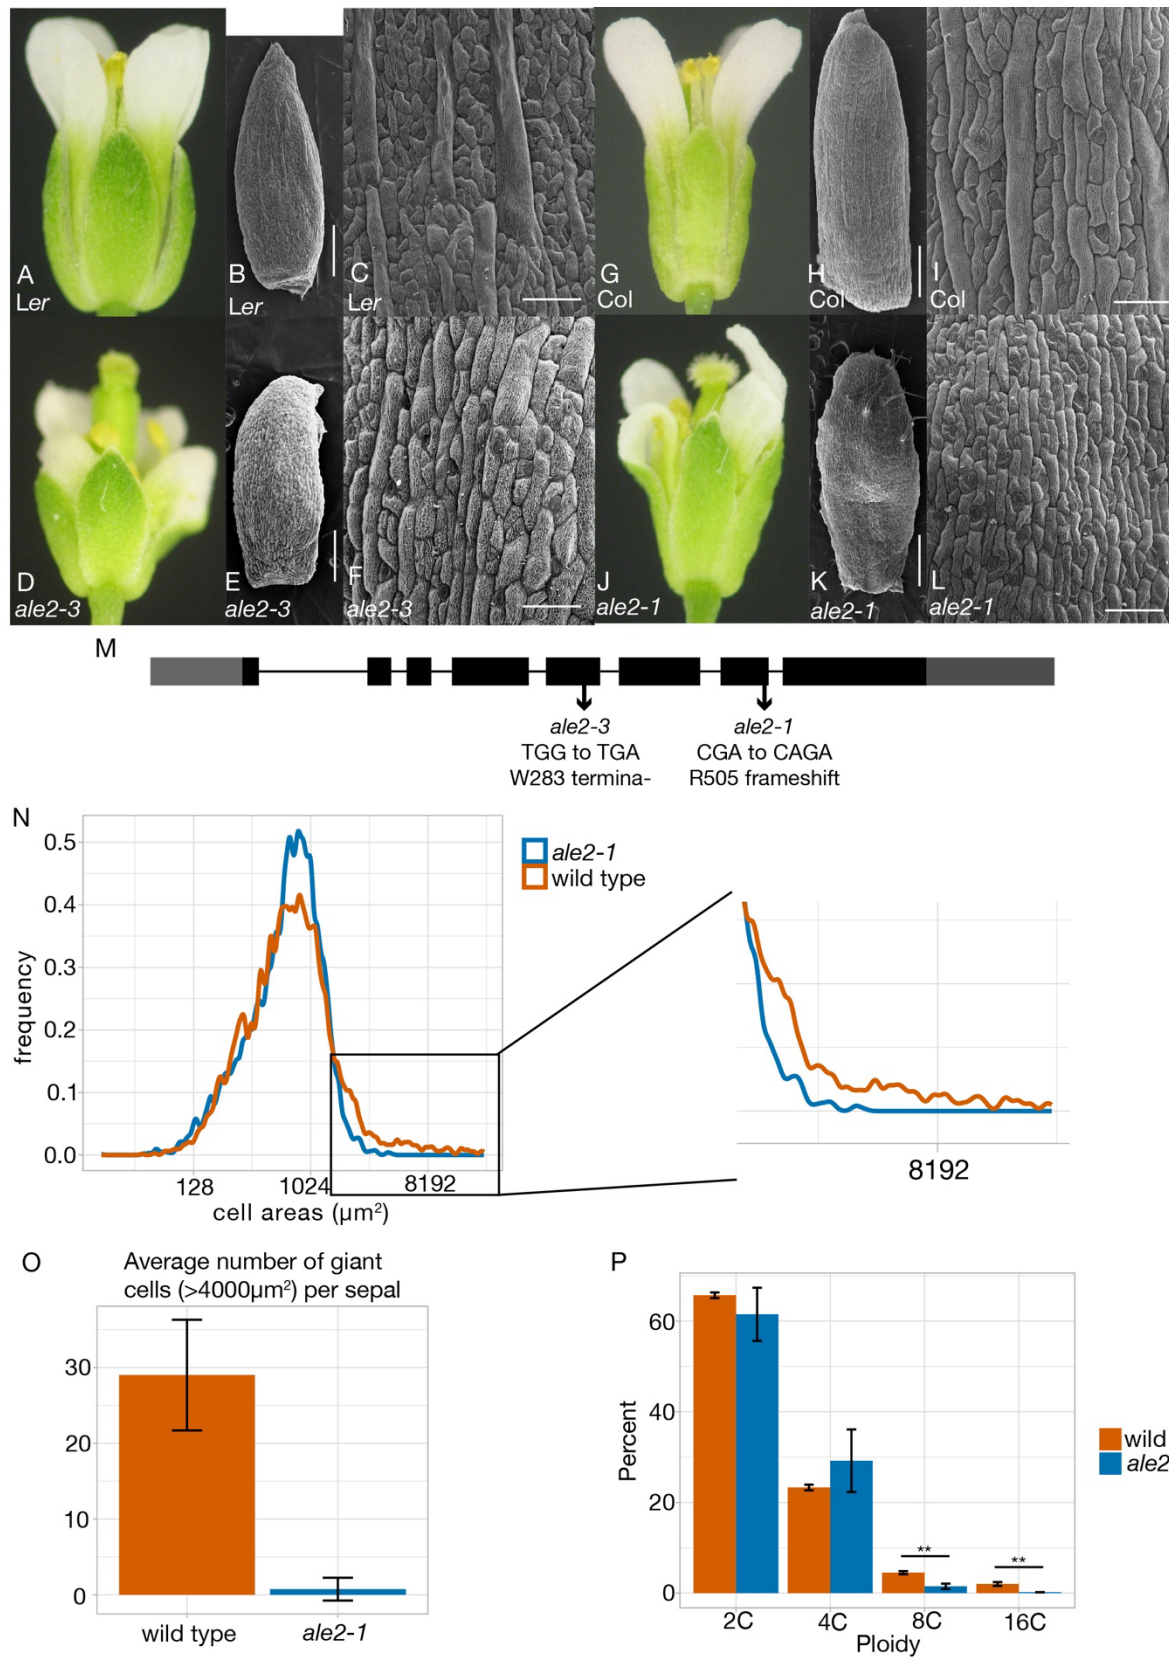 A
Ler
B
Ler
C
Ler
G
Col
H
Col
I
Col
D
ale2-3
E
ale2-3
F
ale2-3
J
ale2-1
K
ale2-1
L
ale2-1
M
ale2-3
TGG to TGA
W283 termina-
ale2-1
CGA to CAGA
R505 frameshift
N
0.5
0.4
0.3
0.2
0.1
0.0
frequency
128
1024
8192
cell areas (µm²)
ale2-1
wild type
8192
O
Average number of giant
cells (>4000µm²) per sepal
30
20
10
0
wild type
ale2-1
P
60
40
20
0
Percent
**
**
2C
4C
8C
16C
Ploidy
wild
ale2